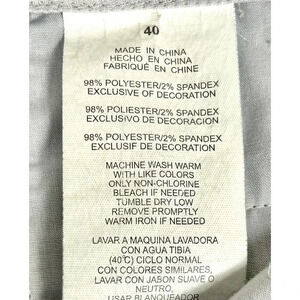 40
MADE IN CHINA
HECHO EN CHINA
FABRIQUÉ EN CHINE
98% POLYESTER/2% SPANDEX
EXCLUSIVE OF DECORATION
98% POLIESTER/2% SPANDEX
EXCLUSIVO DE DECORACION
98% POLYESTER/2% SPANDEX
EXCLUSIF DE DECORATION
MACHINE WASH WARM
WITH LIKE COLORS
ONLY NON-CHLORINE
BLEACH IF NEEDED
TUMBLE DRY LOW
REMOVE PROMPTLY
WARM IRON IF NEEDED
LAVAR A MAQUINA LAVADORA
CON AGUA TIBIA
(40°C) CICLO NORMAL
CON COLORES SIMILARES,
LAVAR CON JABON SUAVE O
NEUTRO,
USAR BLANQUEADOR